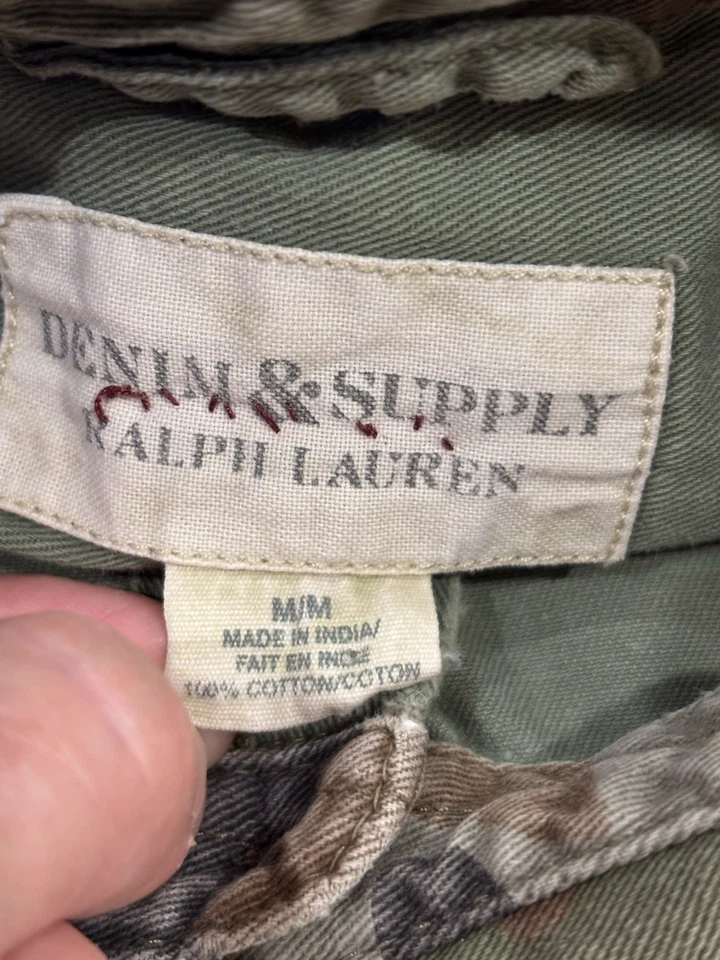 DENIM & SUPPLY
RALPH LAUREN
M/M
MADE IN INDIA/
FAIT EN INDE
100% COTTON/COTON